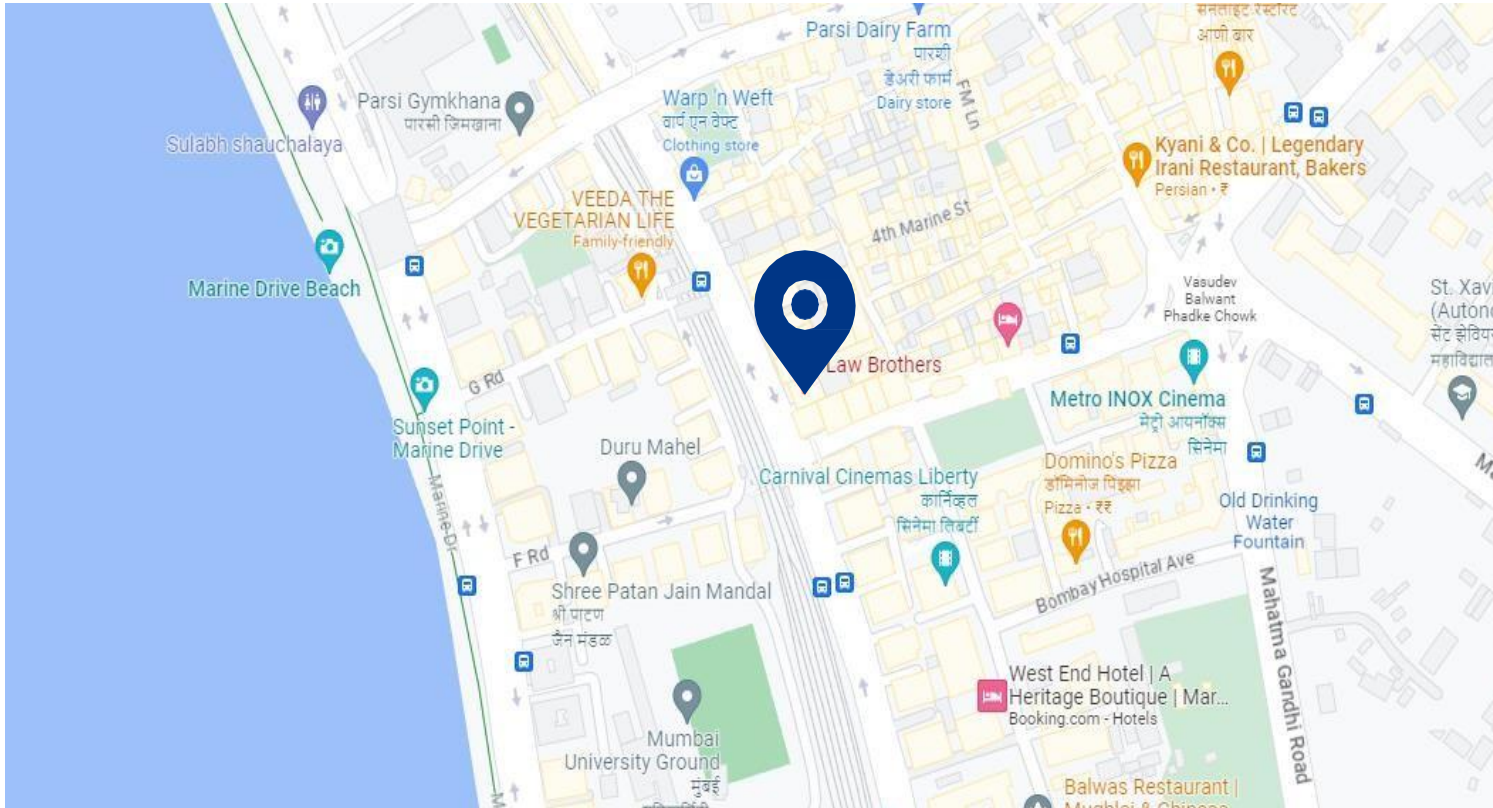 सनलाइट रेस्टॉरंट
आणी बार
Parsi Dairy Farm
पारशी
डेअरी फार्म
Dairy store
FM Ln
Warp 'n Weft
वार्प एन वेफ्ट
Clothing store
Parsi Gymkhana
पारसी जिमखाना
Sulabh shauchalaya
Kyani & Co. | Legendary
Irani Restaurant, Bakers
Persian • ₹
VEEDA THE
VEGETARIAN LIFE
Family-friendly
4th Marine St
Marine Drive Beach
Vasudev
Balwant
Phadke Chowk
St. Xavi
(Autono
सेंट झेविय
महाविद्याल
Law Brothers
G Rd
Metro INOX Cinema
मेट्रो आयनॉक्स
सिनेमा
Sunset Point -
Marine Drive
Duru Mahel
Carnival Cinemas Liberty
कार्निव्हल
सिनेमा लिबर्टी
Domino's Pizza
डॉमिनोज पिझ्झा
Pizza • ₹₹
Old Drinking
Water
Fountain
Marine Dr
F Rd
Shree Patan Jain Mandal
श्री पाटण
जैन मंडळ
Bombay Hospital Ave
Mahatma Gandhi Road
West End Hotel | A
Heritage Boutique | Mar...
Booking.com - Hotels
Mumbai
University Ground
मुंबई
Balwas Restaurant |
Mughlai & Chinese